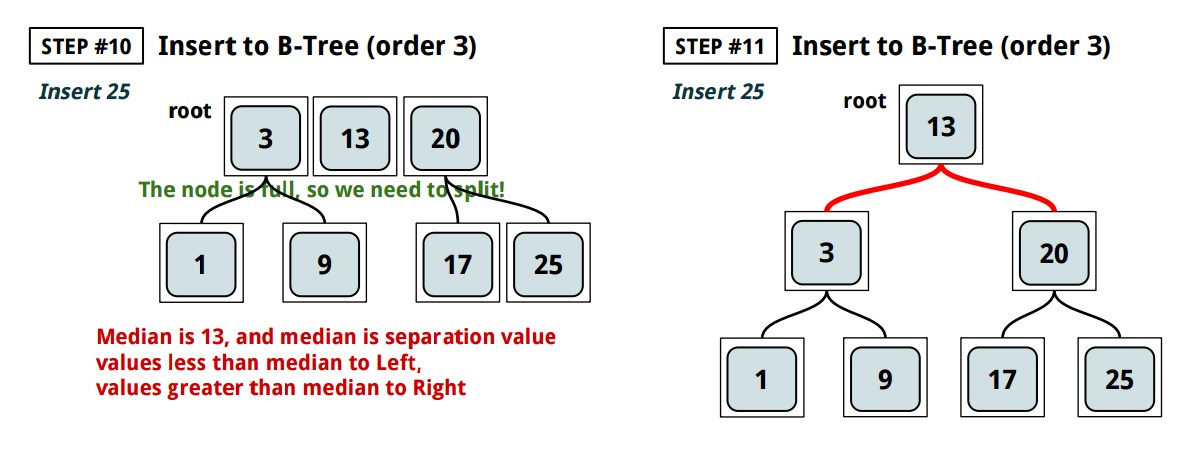 STEP #10
Insert to B-Tree (order 3)
Insert 25
root
3
13
20
The node is full, so we need to split!
1
9
17
25
Median is 13, and median is separation value
values less than median to Left,
values greater than median to Right
STEP #11
Insert to B-Tree (order 3)
Insert 25
root
13
3
20
1
9
17
25